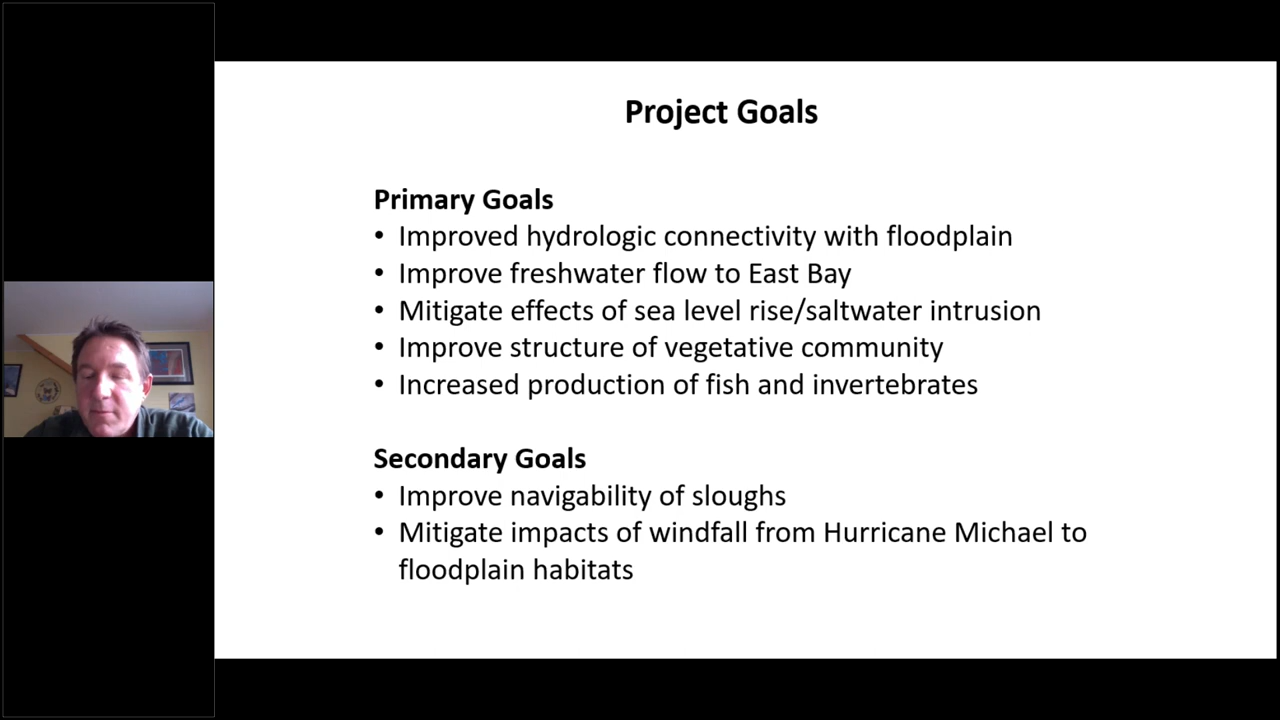 Project Goals
Primary Goals
• Improved hydrologic connectivity with floodplain
• Improve freshwater flow to East Bay
• Mitigate effects of sea level rise/saltwater intrusion
• Improve structure of vegetative community
• Increased production of fish and invertebrates
Secondary Goals
• Improve navigability of sloughs
• Mitigate impacts of windfall from Hurricane Michael to
floodplain habitats